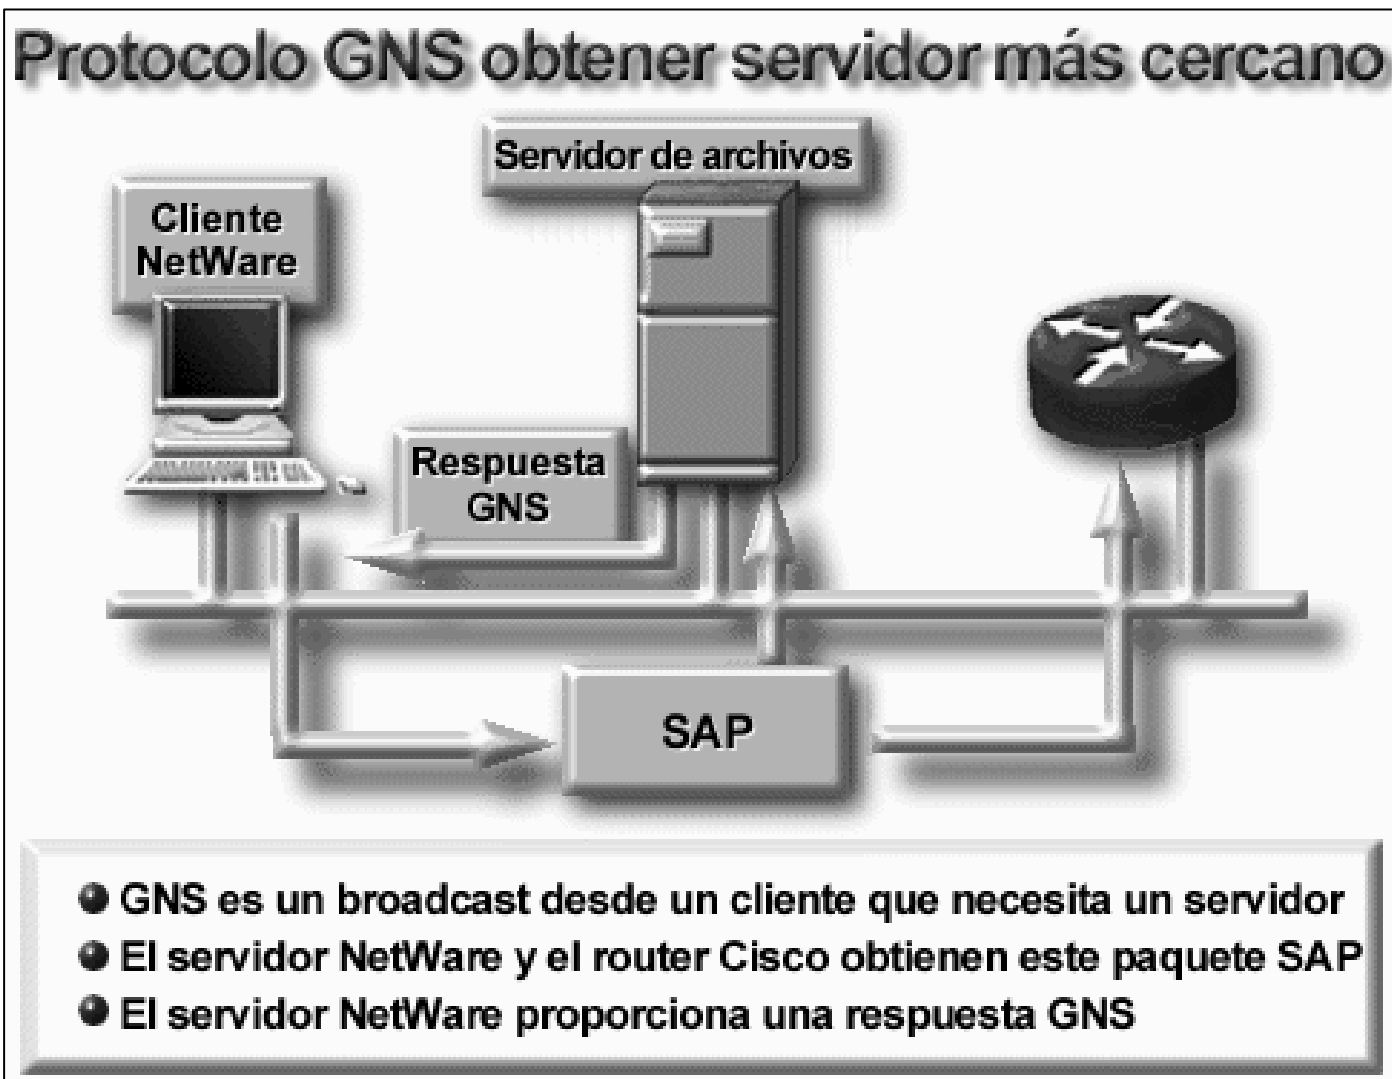 Protocolo GNS obtener servidor más cercano
Servidor de archivos
Cliente
NetWare
Respuesta
GNS
SAP
GNS es un broadcast desde un cliente que necesita un servidor
El servidor NetWare y el router Cisco obtienen este paquete SAP
El servidor NetWare proporciona una respuesta GNS